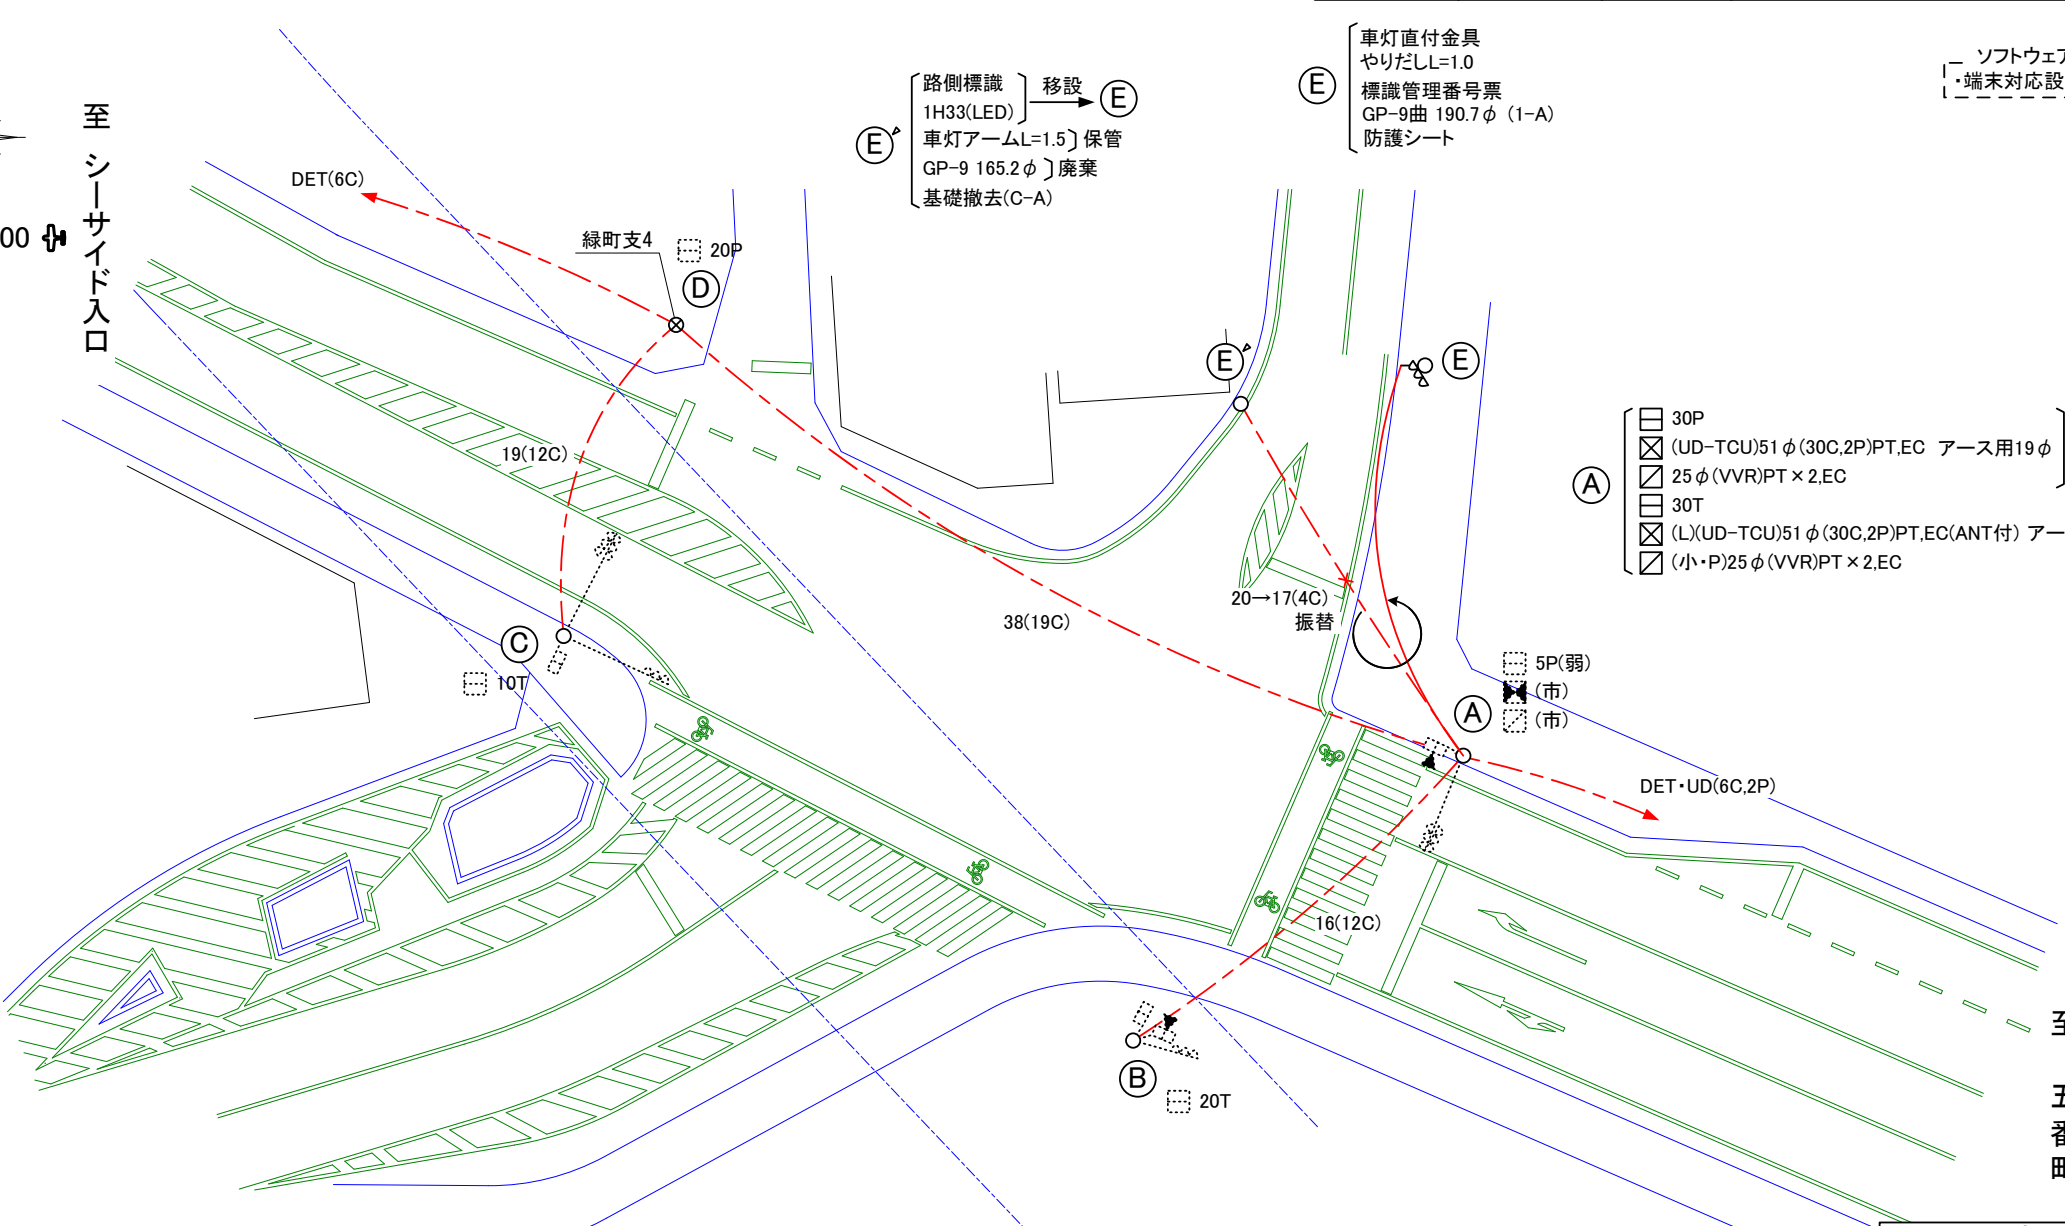 ソフトウェア
・端末対応設
車灯直付金具
やりだしL=1.0
標識管理番号票
GP-9曲 190.7φ (1-A)
防護シート
E
路側標識
1H33(LED)
移設
E
車灯アームL=1.5 保管
GP-9 165.2φ 廃棄
基礎撤去(C-A)
E'
至 シーサイド入口
00
DET(6C)
緑町支4
20P
D
E'
E
A
30P
(UD-TCU)51φ(30C,2P)PT,EC アース用19φ
25φ(VVR)PT×2,EC
30T
(L)(UD-TCU)51φ(30C,2P)PT,EC(ANT付) アー
(小・P)25φ(VVR)PT×2,EC
19(12C)
38(19C)
20→17(4C)
振替
C
10T
5P(弱)
(市)
(市)
A
DET・UD(6C,2P)
16(12C)
B
20T
至 五番町